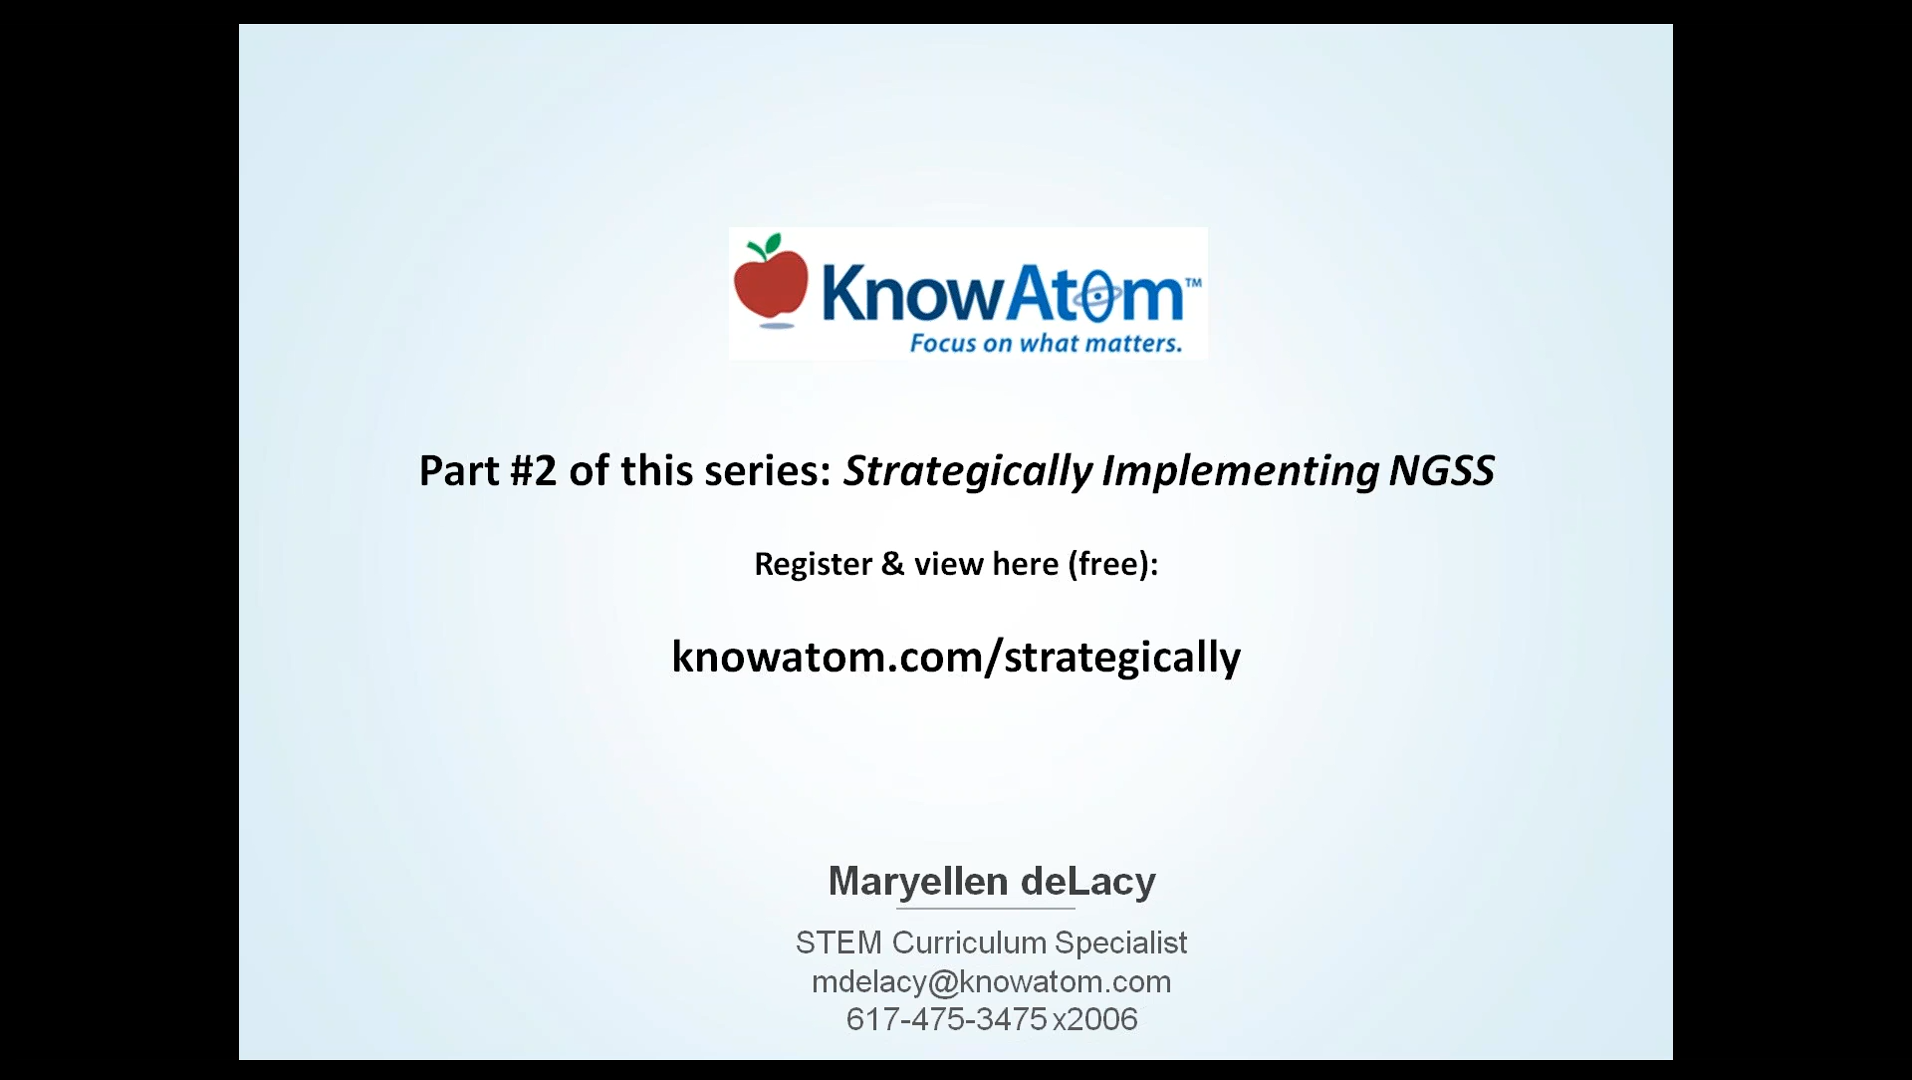 KnowAtom™
Focus on what matters.
Part #2 of this series: Strategically Implementing NGSS
Register & view here (free):
knowatom.com/strategically
Maryellen deLacy
STEM Curriculum Specialist
mdelacy@knowatom.com
617-475-3475 x2006